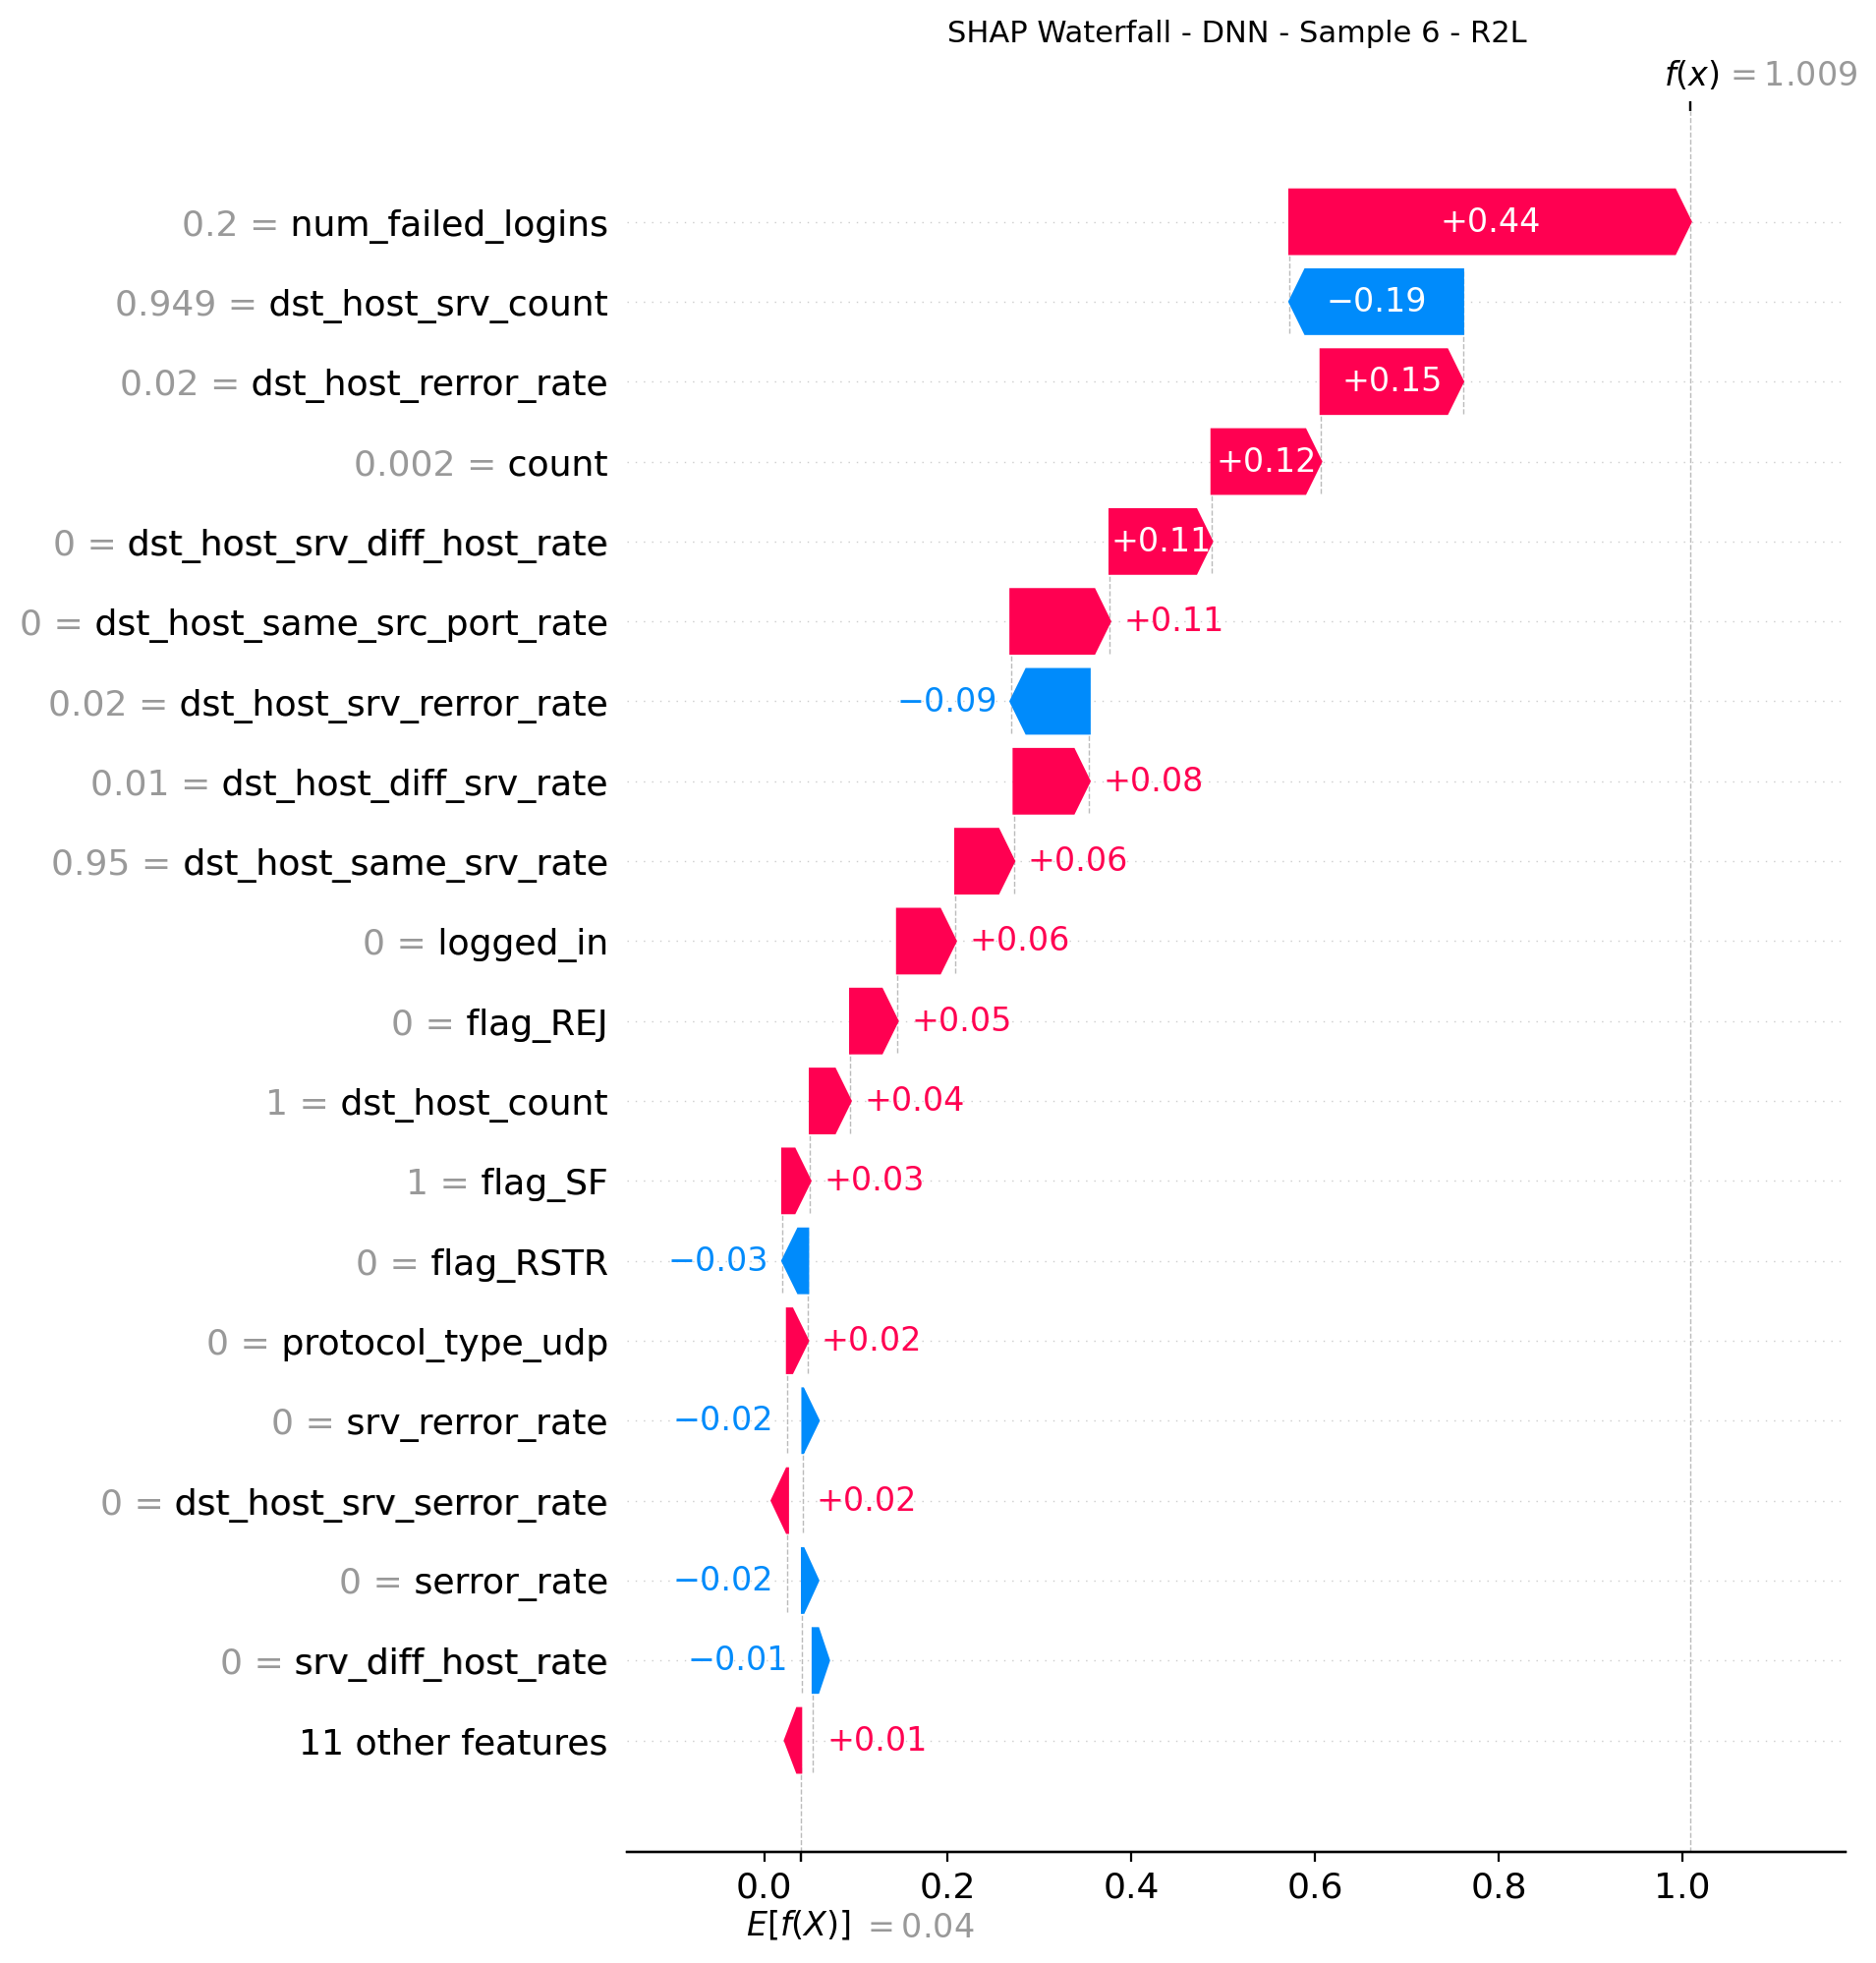 SHAP Waterfall - DNN - Sample 6 - R2L
f(x) = 1.009
0.2 = num_failed_logins +0.44
0.949 = dst_host_srv_count −0.19
0.02 = dst_host_rerror_rate +0.15
0.002 = count +0.12
0 = dst_host_srv_diff_host_rate +0.11
0 = dst_host_same_src_port_rate +0.11
0.02 = dst_host_srv_rerror_rate −0.09
0.01 = dst_host_diff_srv_rate +0.08
0.95 = dst_host_same_srv_rate +0.06
0 = logged_in +0.06
0 = flag_REJ +0.05
1 = dst_host_count +0.04
1 = flag_SF +0.03
0 = flag_RSTR −0.03
0 = protocol_type_udp +0.02
0 = srv_rerror_rate −0.02
0 = dst_host_srv_serror_rate +0.02
0 = serror_rate −0.02
0 = srv_diff_host_rate −0.01
11 other features +0.01
0.0 0.2 0.4 0.6 0.8 1.0
E[f(X)] = 0.04